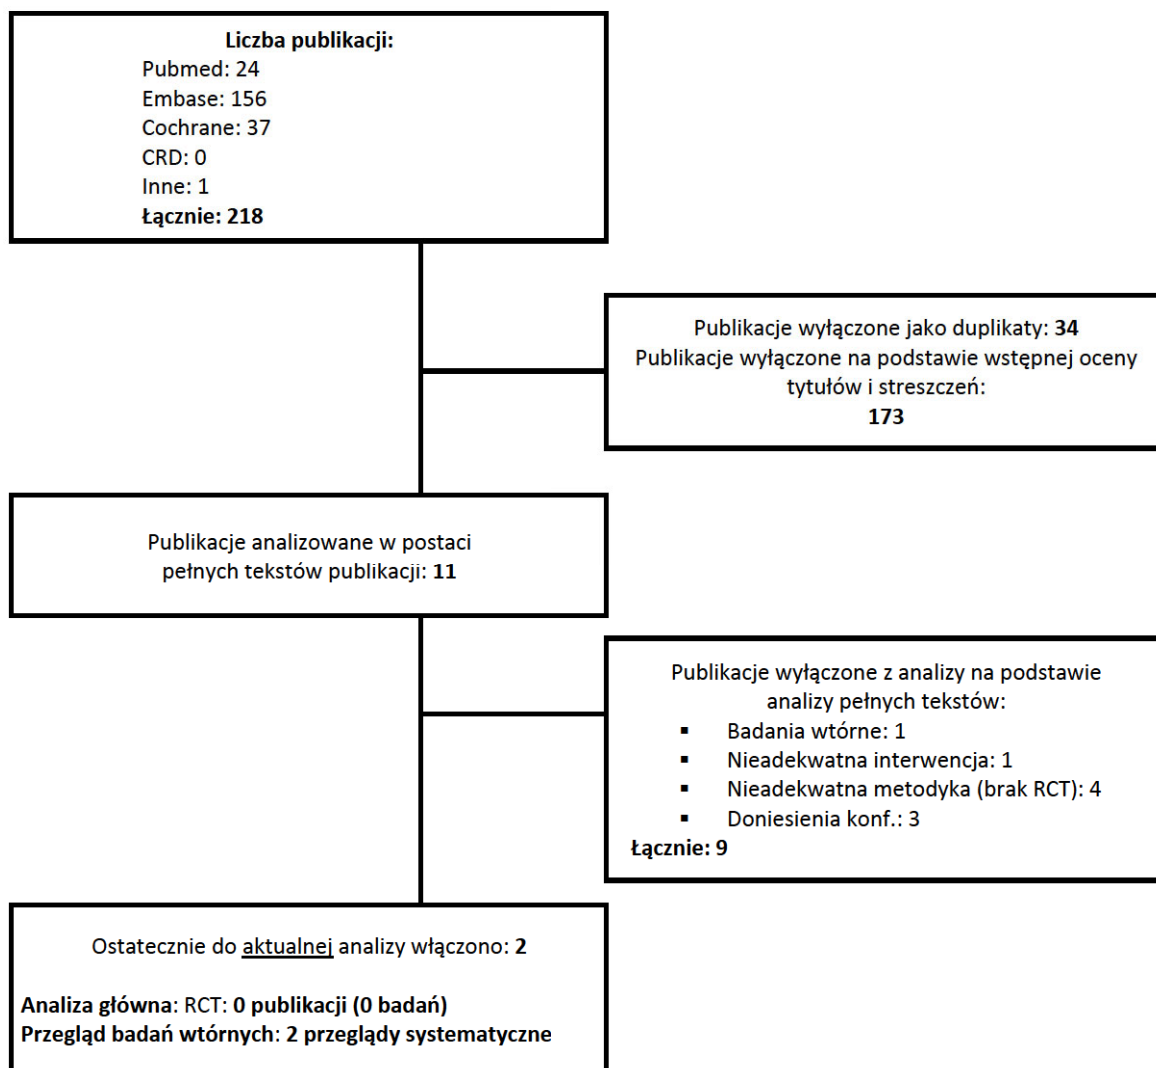 Liczba publikacji:
Pubmed: 24
Embase: 156
Cochrane: 37
CRD: 0
Inne: 1
Łącznie: 218
Publikacje wyłączone jako duplikaty: 34
Publikacje wyłączone na podstawie wstępnej oceny
tytułów i streszczeń:
173
Publikacje analizowane w postaci
pełnych tekstów publikacji: 11
Publikacje wyłączone z analizy na podstawie
analizy pełnych tekstów:
▪ Badania wtórne: 1
▪ Nieadekwatna interwencja: 1
▪ Nieadekwatna metodyka (brak RCT): 4
▪ Doniesienia konf.: 3
Łącznie: 9
Ostatecznie do aktualnej analizy włączono: 2
Analiza główna: RCT: 0 publikacji (0 badań)
Przegląd badań wtórnych: 2 przeglądy systematyczne